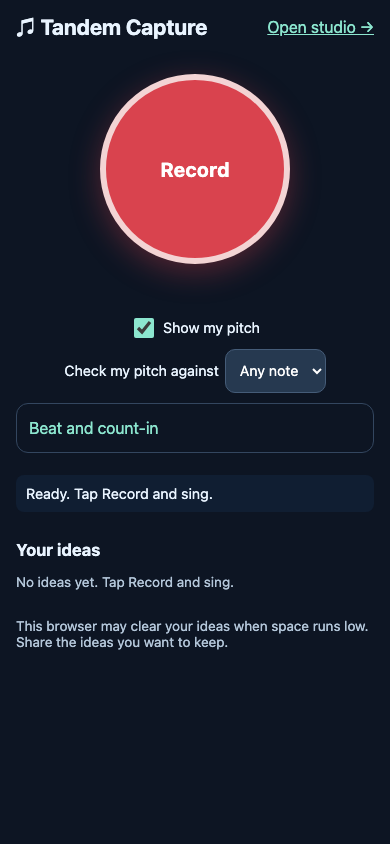 🎵 Tandem Capture
Open studio →
Record
Show my pitch
Check my pitch against Any note
Beat and count-in
Ready. Tap Record and sing.
Your ideas
No ideas yet. Tap Record and sing.
This browser may clear your ideas when space runs low.
Share the ideas you want to keep.